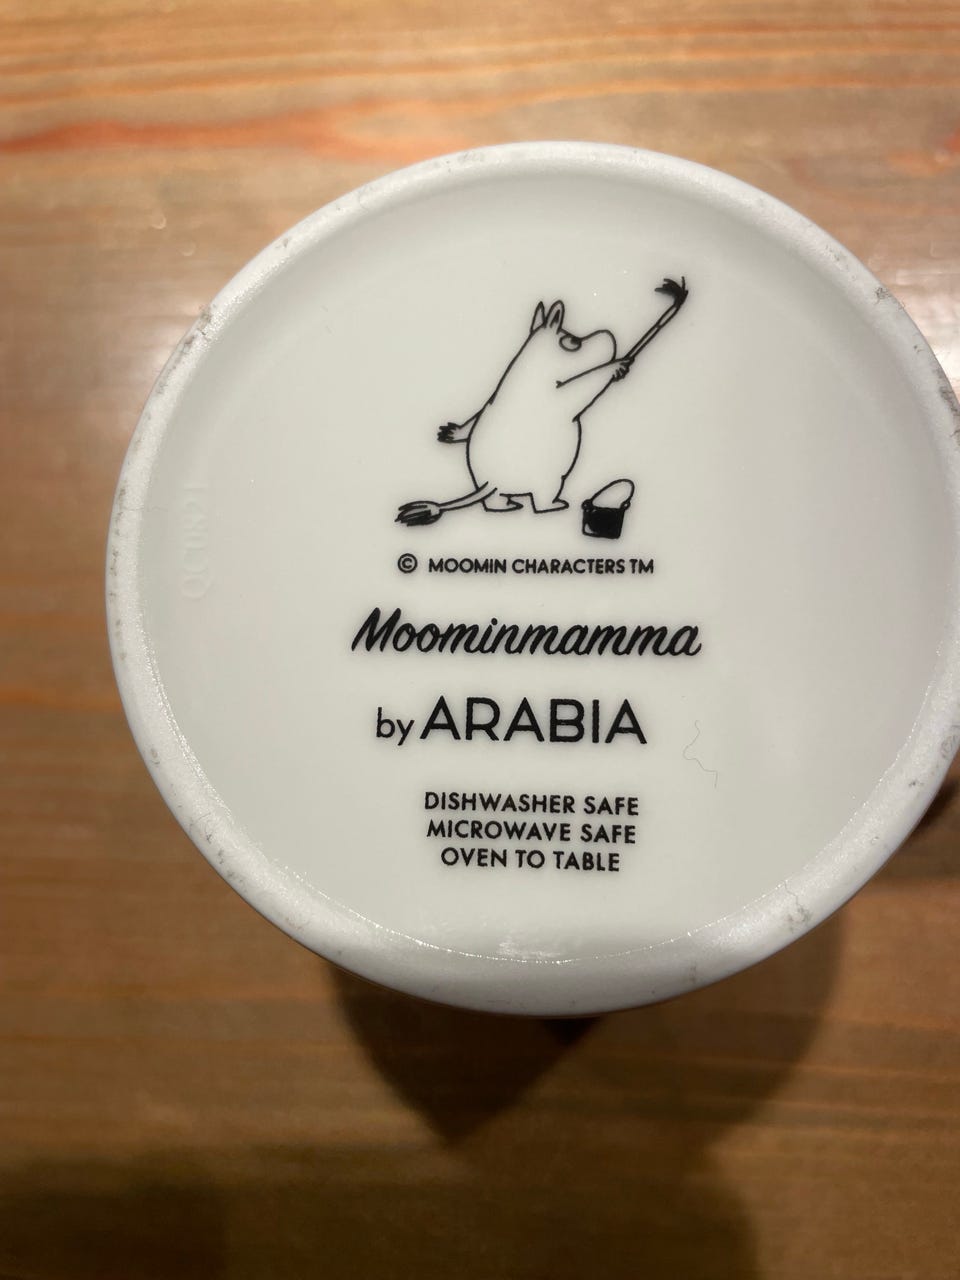 © MOOMIN CHARACTERS TM
Moominmamma
by ARABIA
DISHWASHER SAFE
MICROWAVE SAFE
OVEN TO TABLE